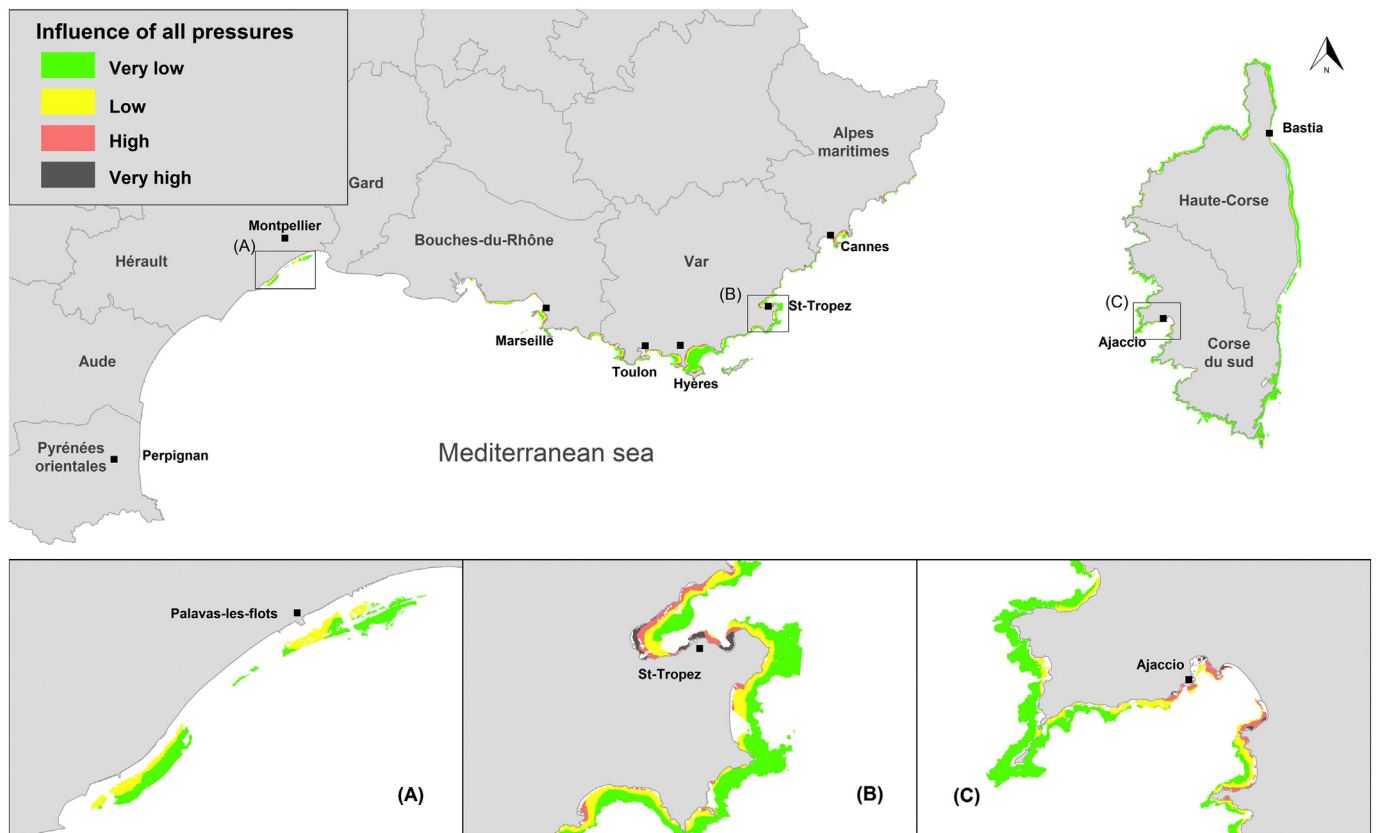 Influence of all pressures
Very low
Low
High
Very high
N
Gard
Montpellier
(A)
Hérault
Bouches-du-Rhône
Alpes
maritimes
Var
Cannes
(B)
St-Tropez
Marseille
Toulon
Hyères
Aude
Pyrénées
orientales
Perpignan
Mediterranean sea
Bastia
Haute-Corse
(C)
Ajaccio
Corse
du sud
Palavas-les-flots
(A)
St-Tropez
(B)
Ajaccio
(C)